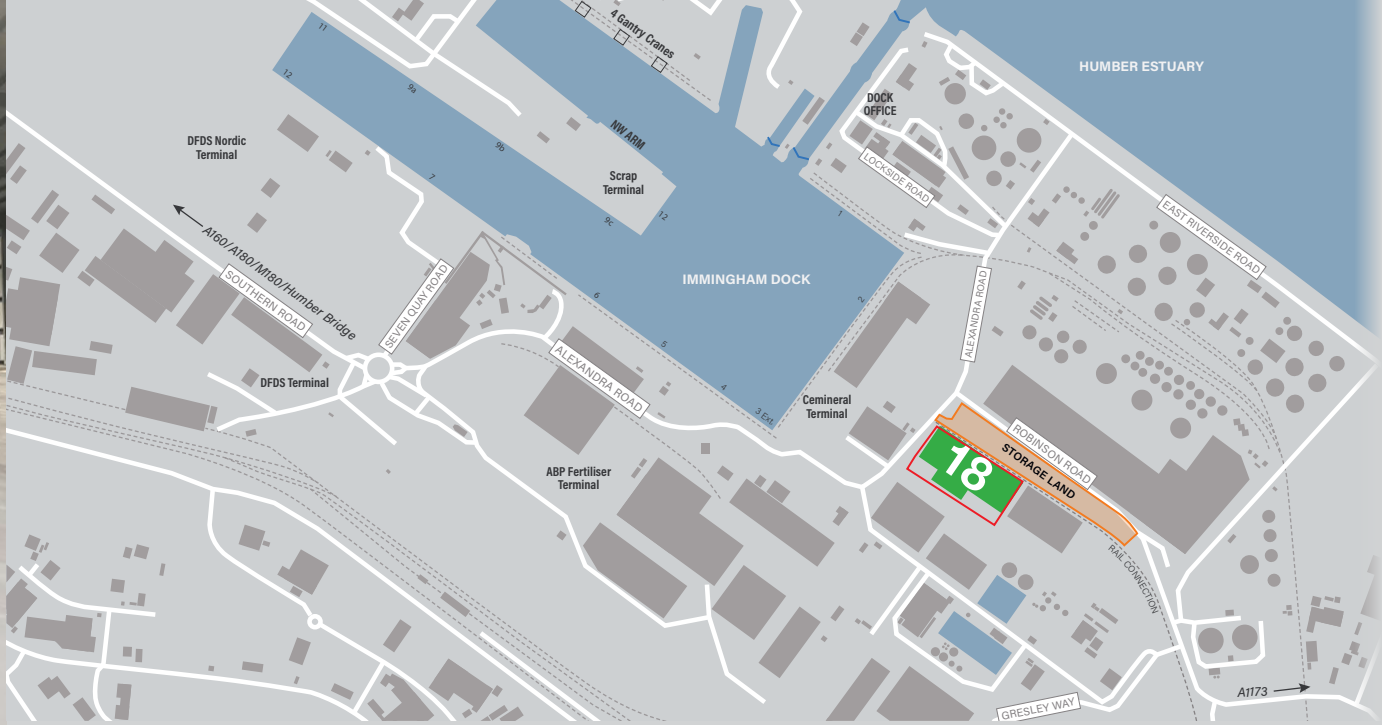 11
4 Gantry Cranes
HUMBER ESTUARY
12
9a
DOCK
OFFICE
DFDS Nordic
Terminal
NW ARM
9b
LOCKSIDE ROAD
7
Scrap
Terminal
12
9c
1
EAST RIVERSIDE ROAD
A160/A180/M180/Humber Bridge
SOUTHERN ROAD
SEVEN QUAY ROAD
IMMINGHAM DOCK
6
2
ALEXANDRA ROAD
5
ALEXANDRA ROAD
DFDS Terminal
4
3 Ext.
Cemineral
Terminal
ROBINSON ROAD
STORAGE LAND
18
ABP Fertiliser
Terminal
RAIL CONNECTION
A1173
GRESLEY WAY